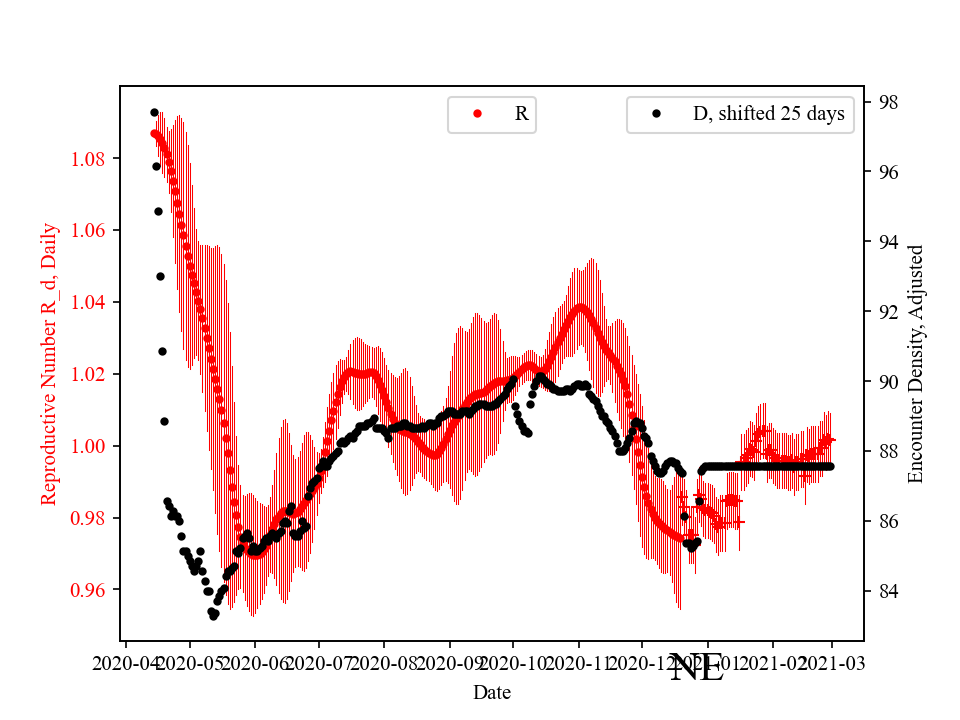 R
D, shifted 25 days
1.08
1.06
1.04
1.02
1.00
0.98
0.96
Reproductive Number R_d, Daily
98
96
94
92
90
88
86
84
Encounter Density, Adjusted
2020-04 2020-05 2020-06 2020-07 2020-08 2020-09 2020-10 2020-11 2020-12 2021-01 2021-02 2021-03
NE
Date